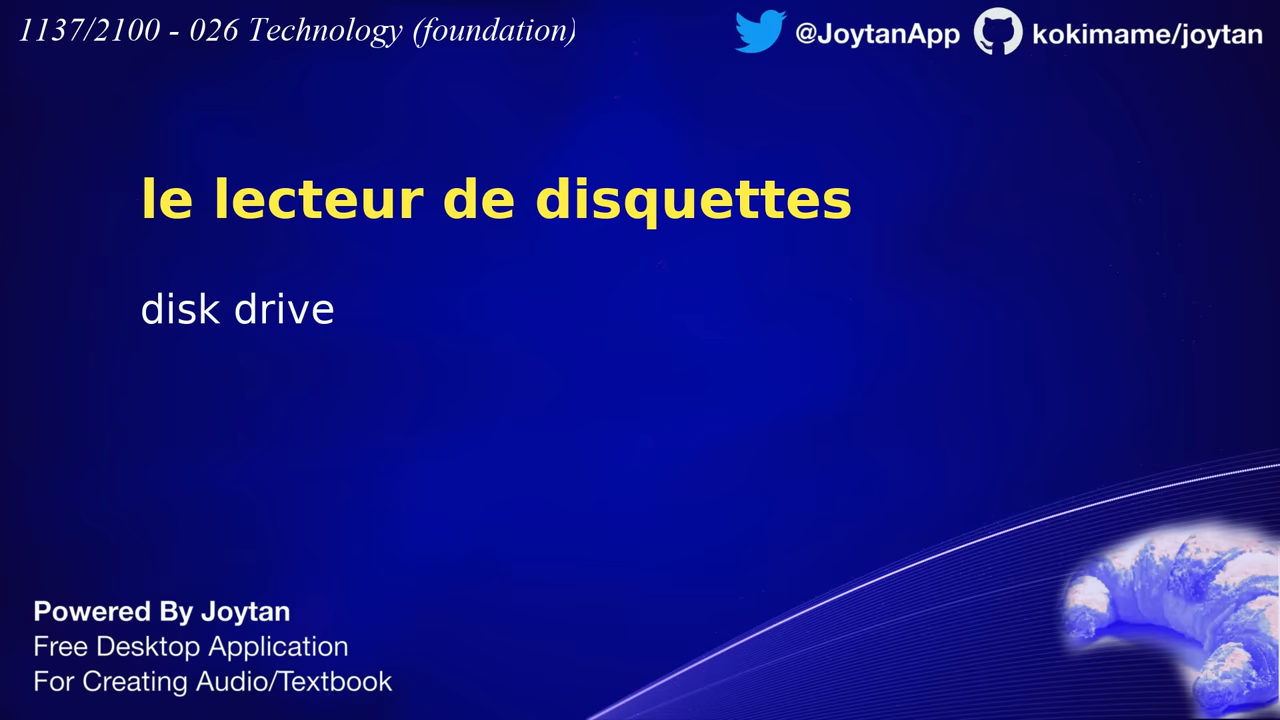 1137/2100 - 026 Technology (foundation)
@JoytanApp
kokimame/joytan
le lecteur de disquettes
disk drive
Powered By Joytan
Free Desktop Application
For Creating Audio/Textbook